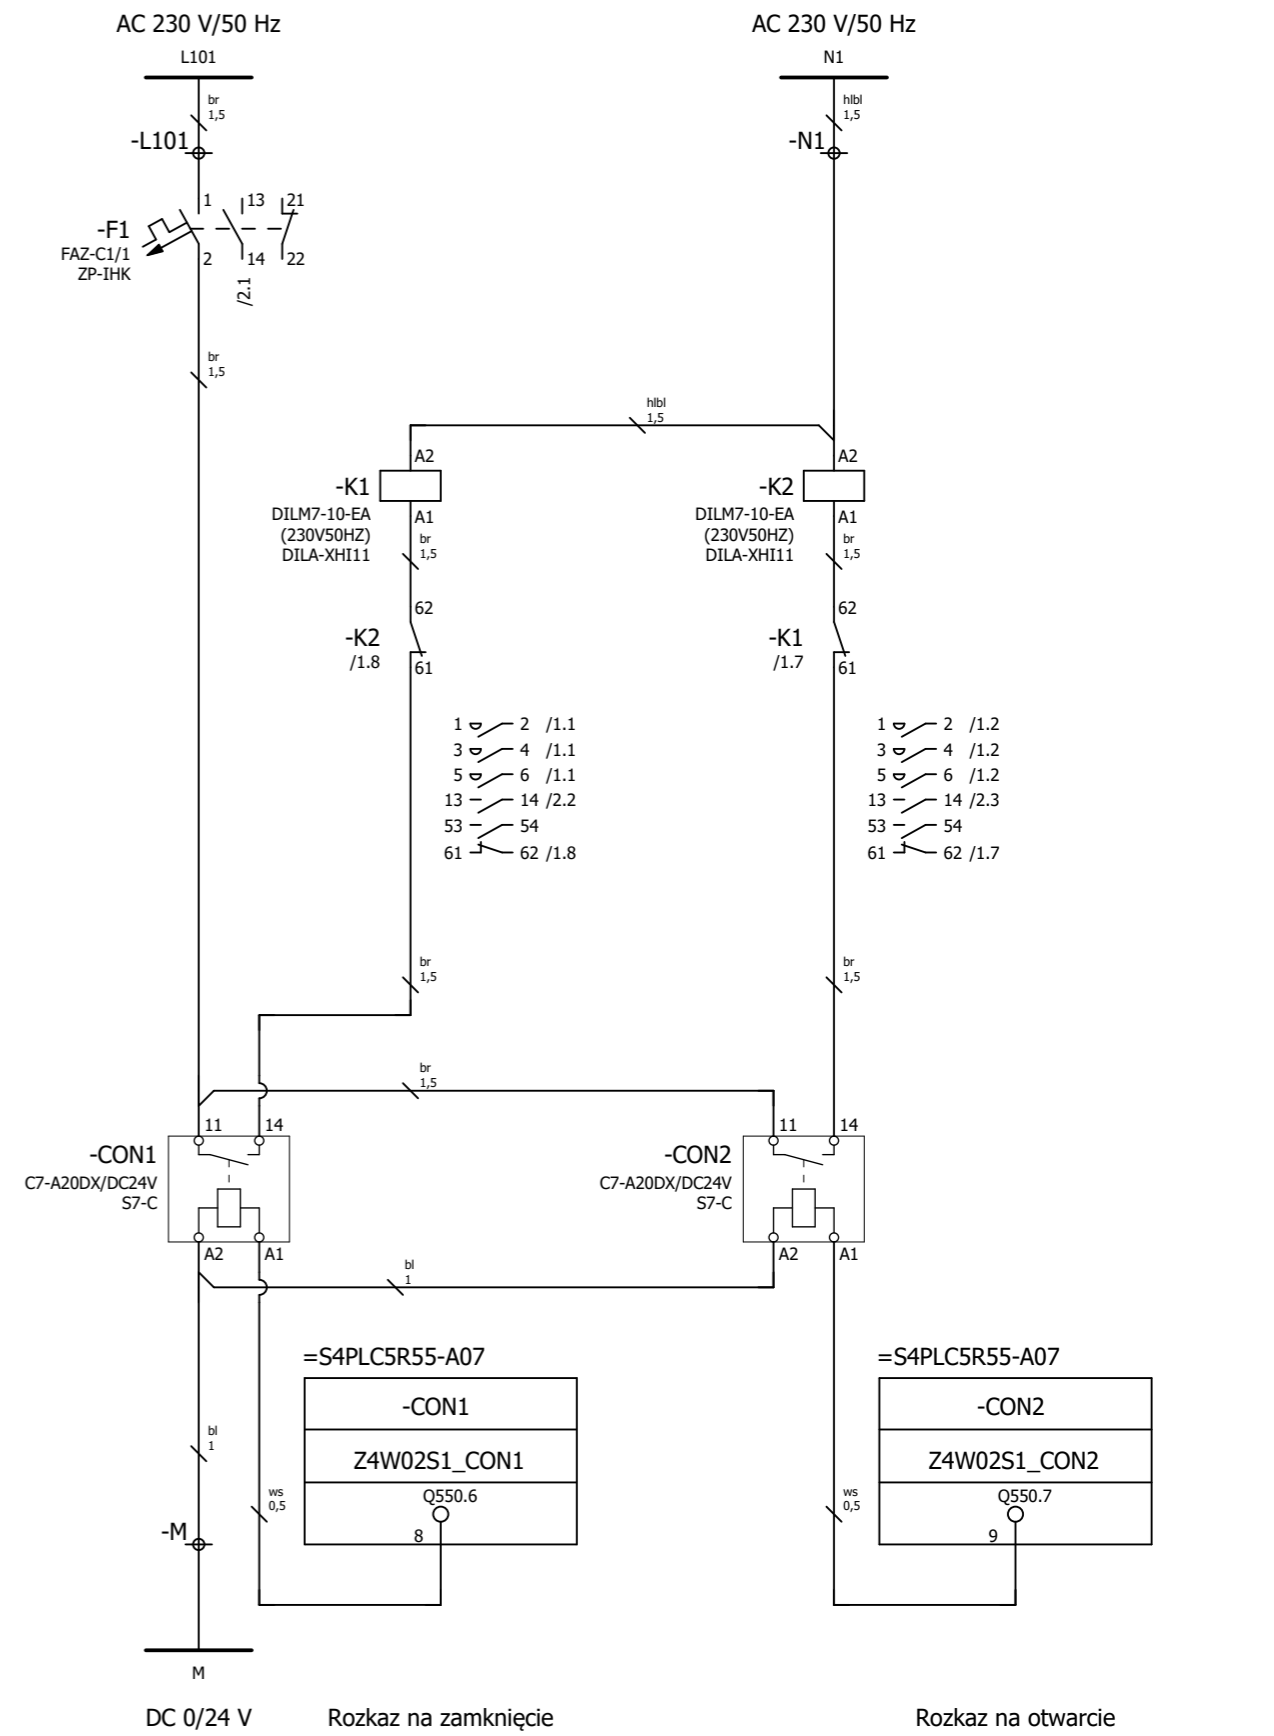 AC 230 V/50 Hz
AC 230 V/50 Hz
L101
N1
br
1,5
hlbl
1,5
-L101
-N1
1
13
21
-F1
FAZ-C1/1
ZP-IHK
2
14
22
/2.1
br
1,5
hlbl
1,5
A2
A2
-K1
-K2
DILM7-10-EA
(230V50HZ)
DILA-XHI11
DILM7-10-EA
(230V50HZ)
DILA-XHI11
A1
A1
br
1,5
br
1,5
62
62
-K2
/1.8
-K1
/1.7
61
61
1 2 /1.1
3 4 /1.1
5 6 /1.1
13 14 /2.2
53 54
61 62 /1.8
1 2 /1.2
3 4 /1.2
5 6 /1.2
13 14 /2.3
53 54
61 62 /1.7
br
1,5
br
1,5
br
1,5
11
14
11
14
-CON1
C7-A20DX/DC24V
S7-C
-CON2
C7-A20DX/DC24V
S7-C
A2
A1
A2
A1
bl
1
=S4PLC5R55-A07
=S4PLC5R55-A07
-CON1
-CON2
Z4W02S1_CON1
Z4W02S1_CON2
bl
1
ws
0,5
Q550.6
8
ws
0,5
Q550.7
9
-M
M
DC 0/24 V
Rozkaz na zamknięcie
Rozkaz na otwarcie